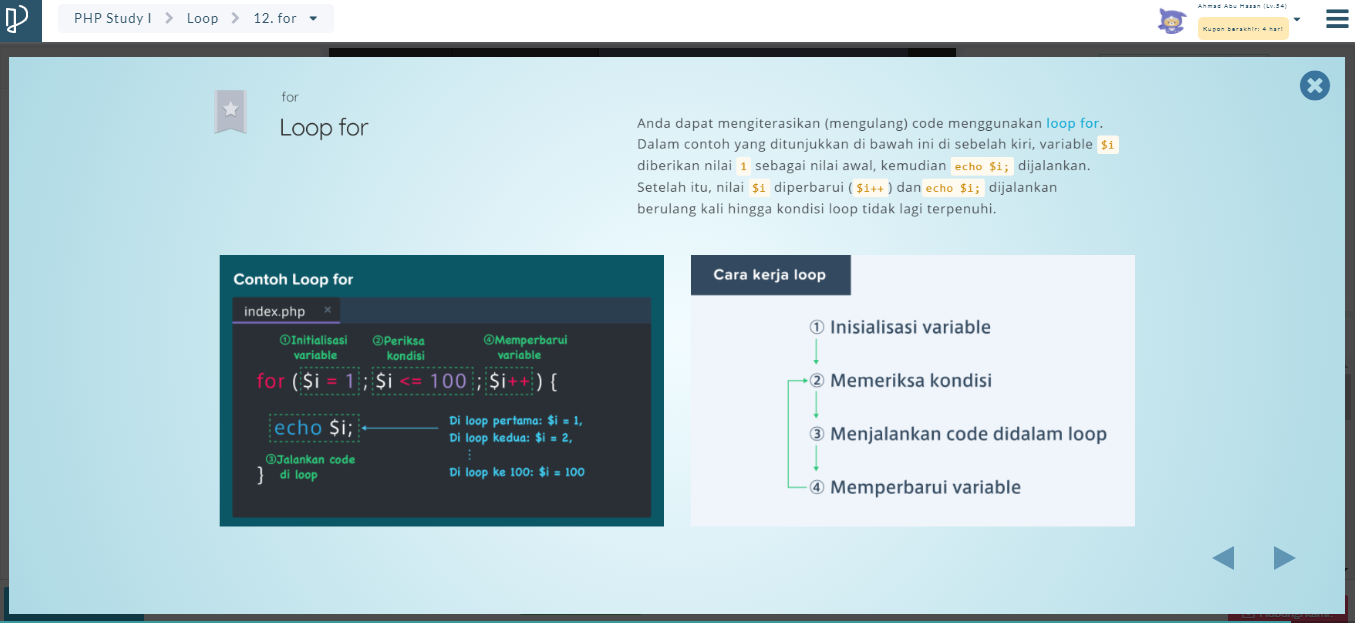 PHP Study I > Loop > 12. for
Ahmad Abu Hasan (Lv.54)
Kupon berakhir: 4 hari
for
Loop for
Anda dapat mengiterasikan (mengulang) code menggunakan loop for.
Dalam contoh yang ditunjukkan di bawah ini di sebelah kiri, variable $i
diberikan nilai 1 sebagai nilai awal, kemudian echo $i; dijalankan.
Setelah itu, nilai $i diperbarui ( $i++ ) dan echo $i; dijalankan
berulang kali hingga kondisi loop tidak lagi terpenuhi.
Contoh Loop for
index.php ×
①Initialisasi variable
②Periksa kondisi
④Memperbarui variable
for ($i = 1; $i <= 100; $i++) {
echo $i;
Di loop pertama: $i = 1,
Di loop kedua: $i = 2,
⋮
Di loop ke 100: $i = 100
③Jalankan code
di loop
}
Cara kerja loop
① Inisialisasi variable
② Memeriksa kondisi
③ Menjalankan code didalam loop
④ Memperbarui variable